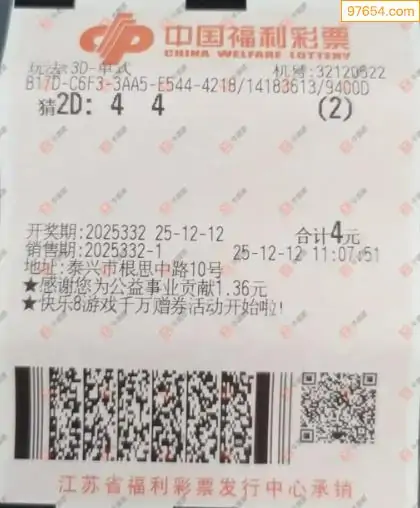 97654.com
中国福利彩票
CHINA WELFARE LOTTERY
玩法:3D-单式 机号:32120522
B17D-C6F3-3AA5-E544-4218/14183613/9400D
猜2D: 4 4 (2)
开奖期:2025332 25-12-12 合计4元
销售期:2025332-1 25-12-12 11:07:51
地址:泰兴市根思中路10号
★感谢您为公益事业贡献1.36元
★快乐8游戏千万赠券活动开始啦!
江苏省福利彩票发行中心承销